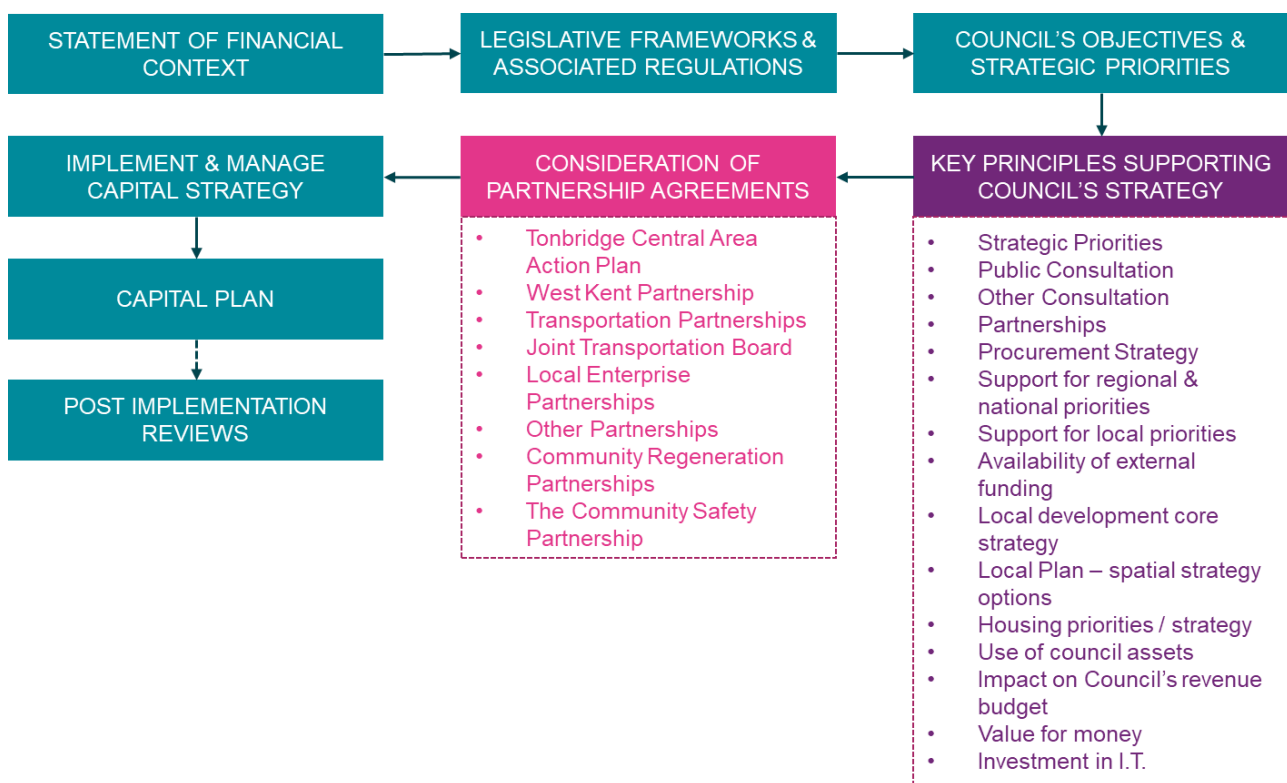 STATEMENT OF FINANCIAL
CONTEXT
LEGISLATIVE FRAMEWORKS &
ASSOCIATED REGULATIONS
COUNCIL'S OBJECTIVES &
STRATEGIC PRIORITIES
IMPLEMENT & MANAGE
CAPITAL STRATEGY
CONSIDERATION OF
PARTNERSHIP AGREEMENTS
KEY PRINCIPLES SUPPORTING
COUNCIL'S STRATEGY
CAPITAL PLAN
POST IMPLEMENTATION
REVIEWS
• Tonbridge Central Area
Action Plan
• West Kent Partnership
• Transportation Partnerships
• Joint Transportation Board
• Local Enterprise
Partnerships
• Other Partnerships
• Community Regeneration
Partnerships
• The Community Safety
Partnership
• Strategic Priorities
• Public Consultation
• Other Consultation
• Partnerships
• Procurement Strategy
• Support for regional &
national priorities
• Support for local priorities
• Availability of external
funding
• Local development core
strategy
• Local Plan – spatial strategy
options
• Housing priorities / strategy
• Use of council assets
• Impact on Council's revenue
budget
• Value for money
• Investment in I.T.